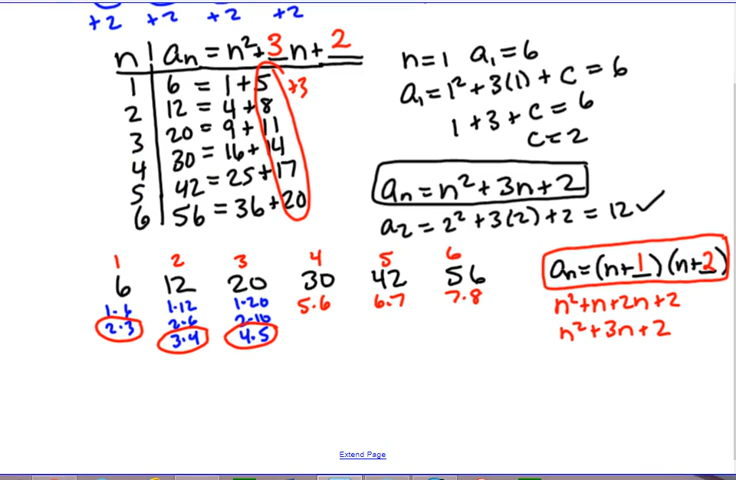 +2 +2 +2 +2
n | an = n²+3n+2
1 6 = 1+5 +3
2 12 = 4+8
3 20 = 9+11
4 30 = 16+14
5 42 = 25+17
6 56 = 36+20
n=1 a₁=6
a₁=1²+3(1)+c=6
1+3+c=6
c=2
an=n²+3n+2
a₂=2²+3(2)+2=12✓
1 2 3 4 5 6
6 12 20 30 42 56
1·6 1·12 1·20 5·6 6·7 7·8
2·3 2·6 2·10
3·4 4·5
an=(n+1)(n+2)
n²+n+2n+2
n²+3n+2
Extend Page